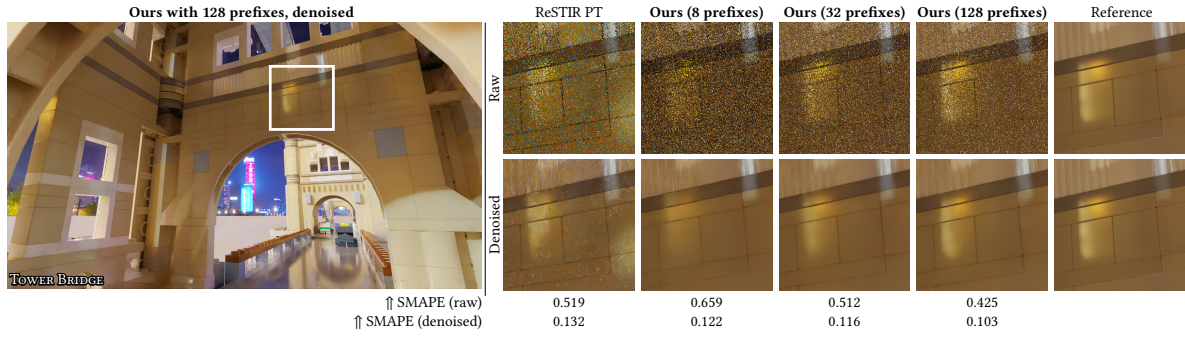 Ours with 128 prefixes, denoised
ReSTIR PT Ours (8 prefixes) Ours (32 prefixes) Ours (128 prefixes) Reference
Raw
Denoised
Tower Bridge
⇑ SMAPE (raw) 0.519 0.659 0.512 0.425
⇑ SMAPE (denoised) 0.132 0.122 0.116 0.103